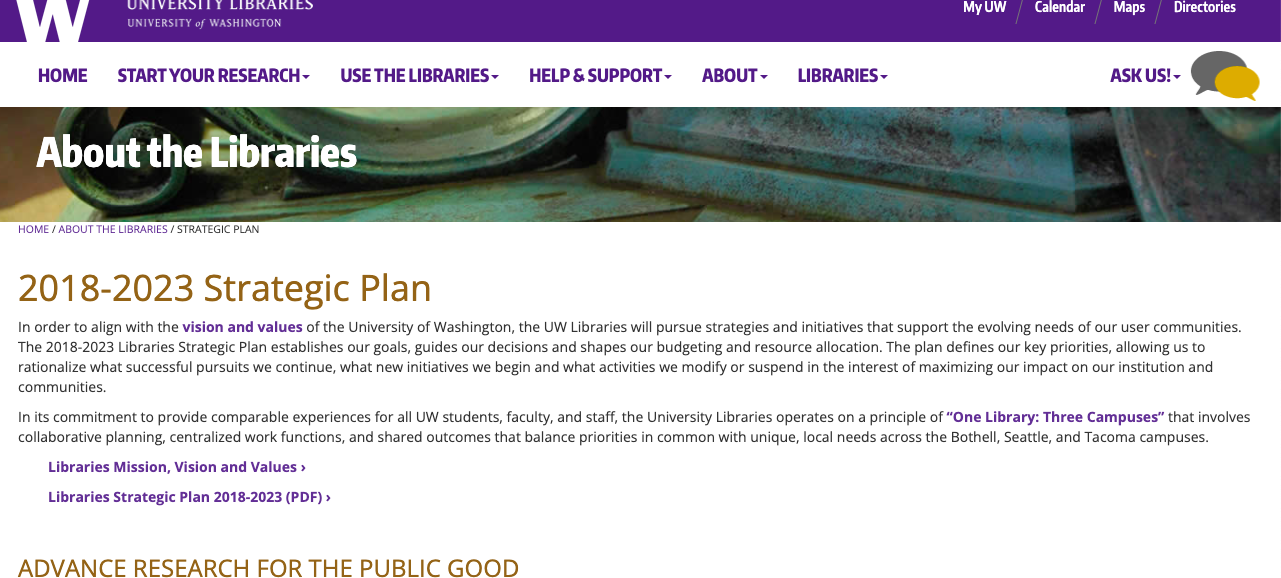 UNIVERSITY LIBRARIES
UNIVERSITY of WASHINGTON
My UW
Calendar
Maps
Directories
HOME
START YOUR RESEARCH
USE THE LIBRARIES
HELP & SUPPORT
ABOUT
LIBRARIES
ASK US!
About the Libraries
HOME / ABOUT THE LIBRARIES / STRATEGIC PLAN
2018-2023 Strategic Plan
In order to align with the vision and values of the University of Washington, the UW Libraries will pursue strategies and initiatives that support the evolving needs of our user communities.
The 2018-2023 Libraries Strategic Plan establishes our goals, guides our decisions and shapes our budgeting and resource allocation. The plan defines our key priorities, allowing us to
rationalize what successful pursuits we continue, what new initiatives we begin and what activities we modify or suspend in the interest of maximizing our impact on our institution and
communities.
In its commitment to provide comparable experiences for all UW students, faculty, and staff, the University Libraries operates on a principle of “One Library: Three Campuses” that involves
collaborative planning, centralized work functions, and shared outcomes that balance priorities in common with unique, local needs across the Bothell, Seattle, and Tacoma campuses.
Libraries Mission, Vision and Values ›
Libraries Strategic Plan 2018-2023 (PDF) ›
ADVANCE RESEARCH FOR THE PUBLIC GOOD